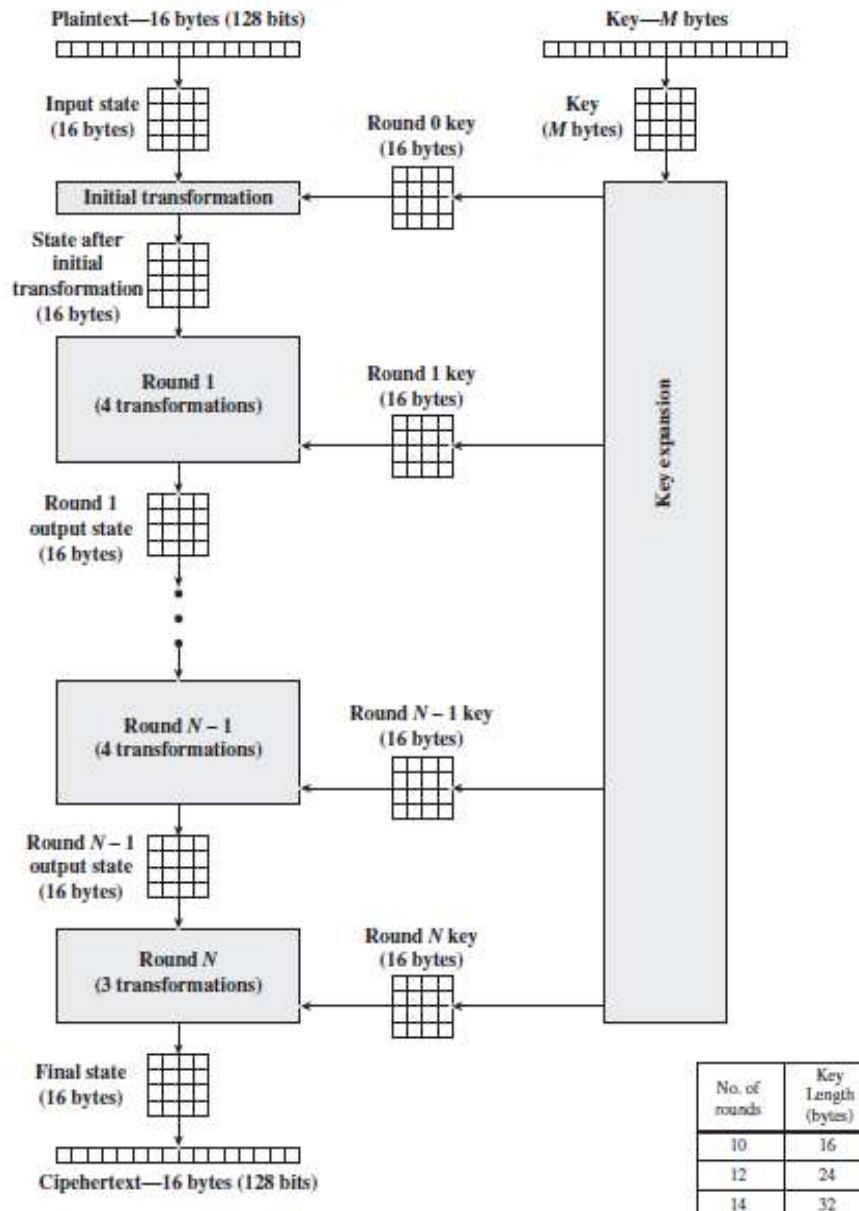 Plaintext—16 bytes (128 bits)
Key—M bytes
Input state
(16 bytes)
Key
(M bytes)
Round 0 key
(16 bytes)
Initial transformation
State after
initial
transformation
(16 bytes)
Round 1
(4 transformations)
Round 1 key
(16 bytes)
Key expansion
Round 1
output state
(16 bytes)
Round N – 1
(4 transformations)
Round N – 1 key
(16 bytes)
Round N – 1
output state
(16 bytes)
Round N
(3 transformations)
Round N key
(16 bytes)
Final state
(16 bytes)
Cipehertext—16 bytes (128 bits)
No. of
rounds
Key
Length
(bytes)
10 16
12 24
14 32